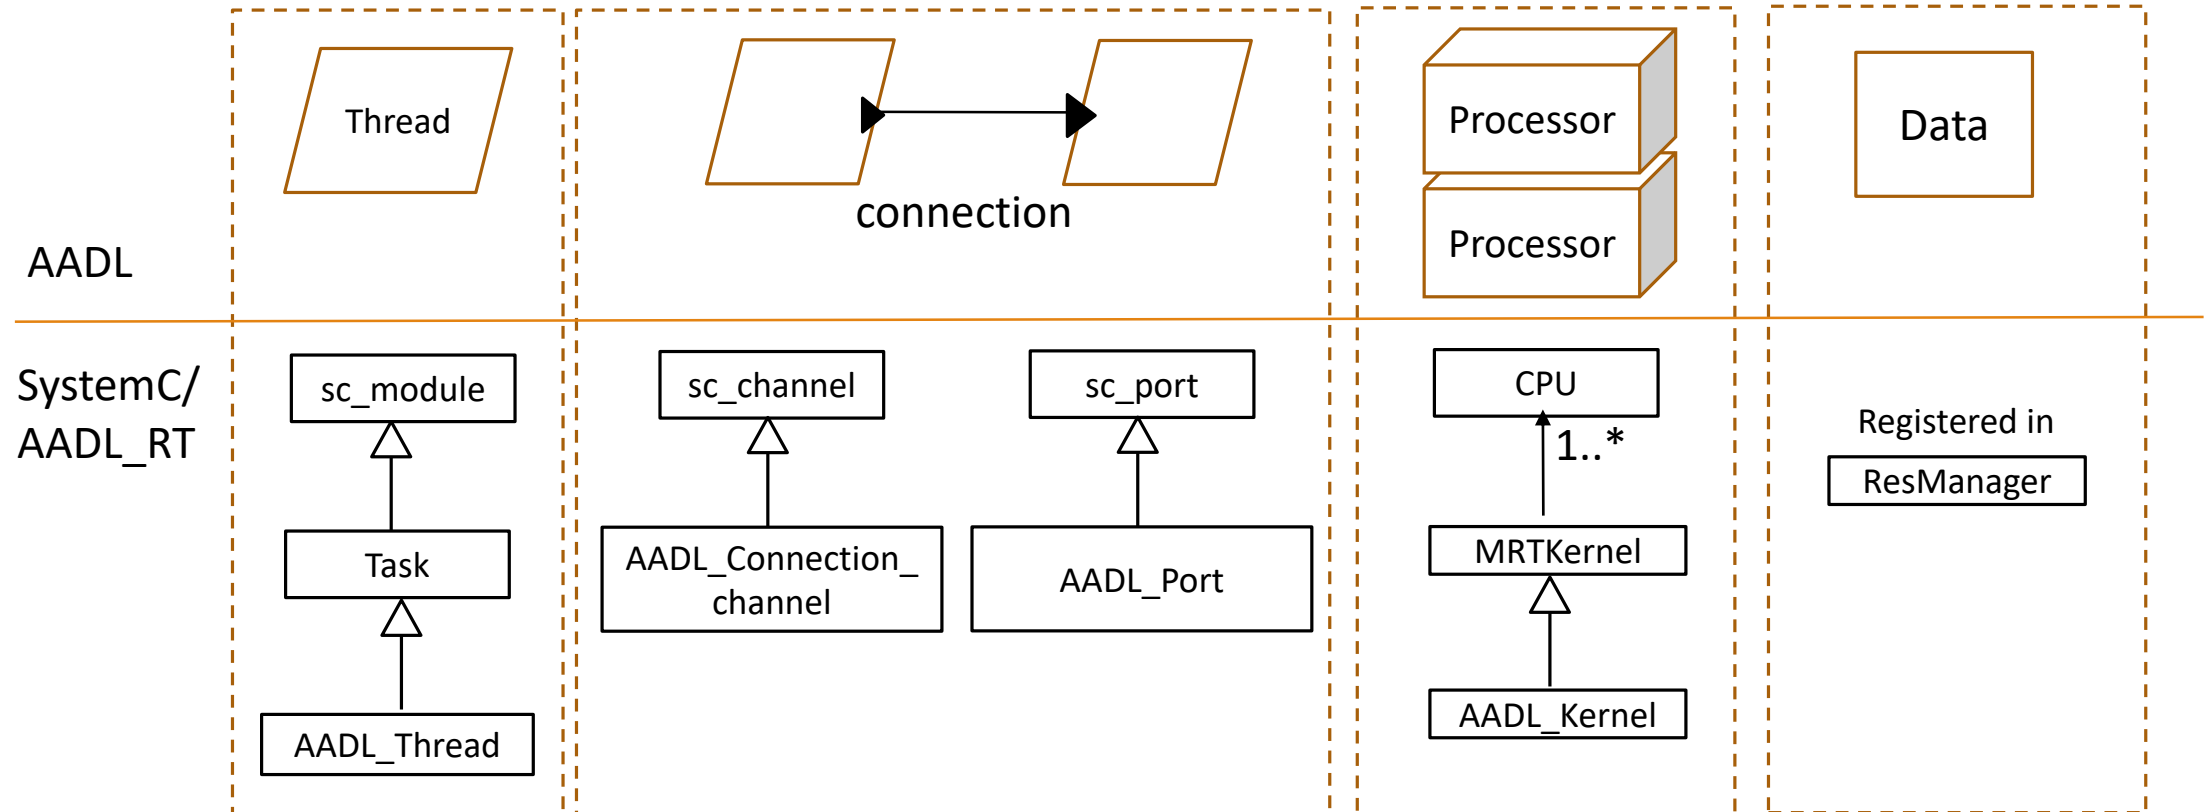 AADL
Thread
connection
Processor
Processor
Data
SystemC/
AADL_RT
sc_module
Task
AADL_Thread
sc_channel
AADL_Connection_
channel
sc_port
AADL_Port
CPU
1..*
MRTKernel
AADL_Kernel
Registered in
ResManager